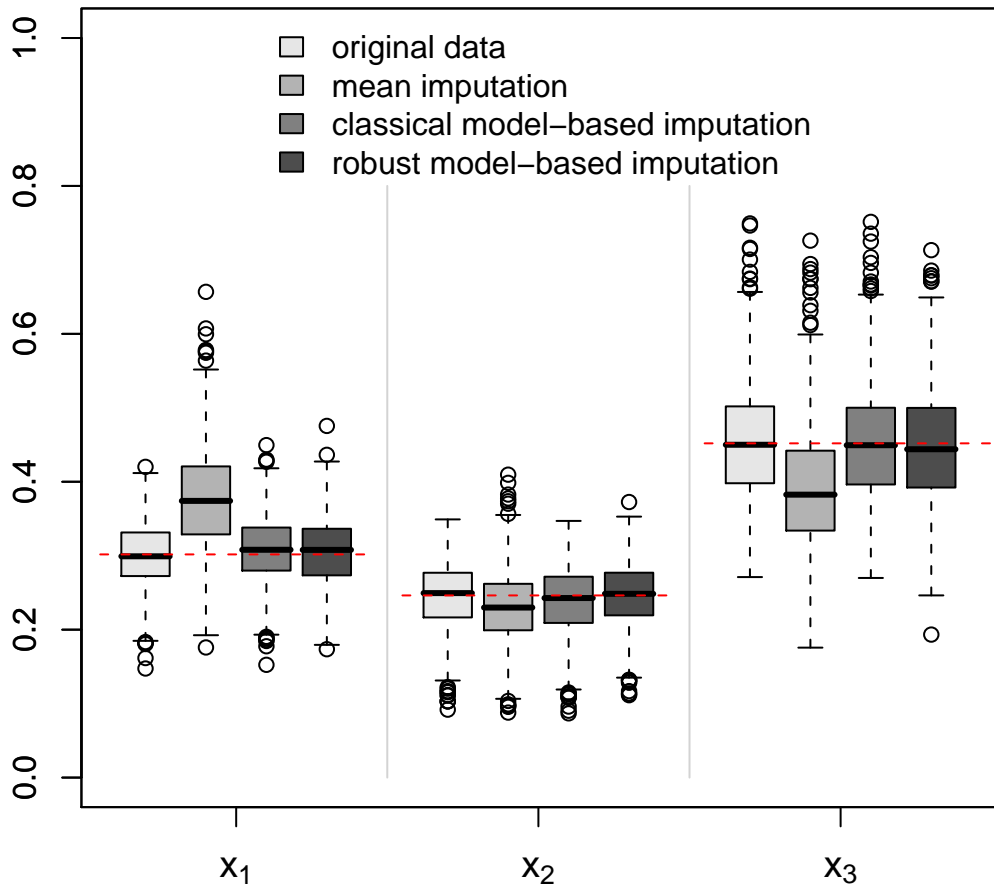 original data
mean imputation
classical model−based imputation
robust model−based imputation
1.0
0.8
0.6
0.4
0.2
0.0
x₁ x₂ x₃